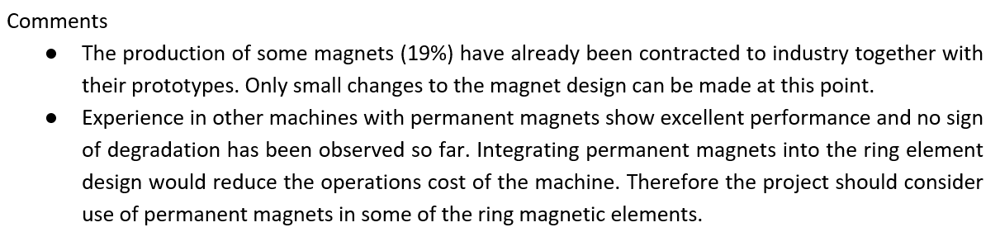 Comments
● The production of some magnets (19%) have already been contracted to industry together with
their prototypes. Only small changes to the magnet design can be made at this point.
● Experience in other machines with permanent magnets show excellent performance and no sign
of degradation has been observed so far. Integrating permanent magnets into the ring element
design would reduce the operations cost of the machine. Therefore the project should consider
use of permanent magnets in some of the ring magnetic elements.